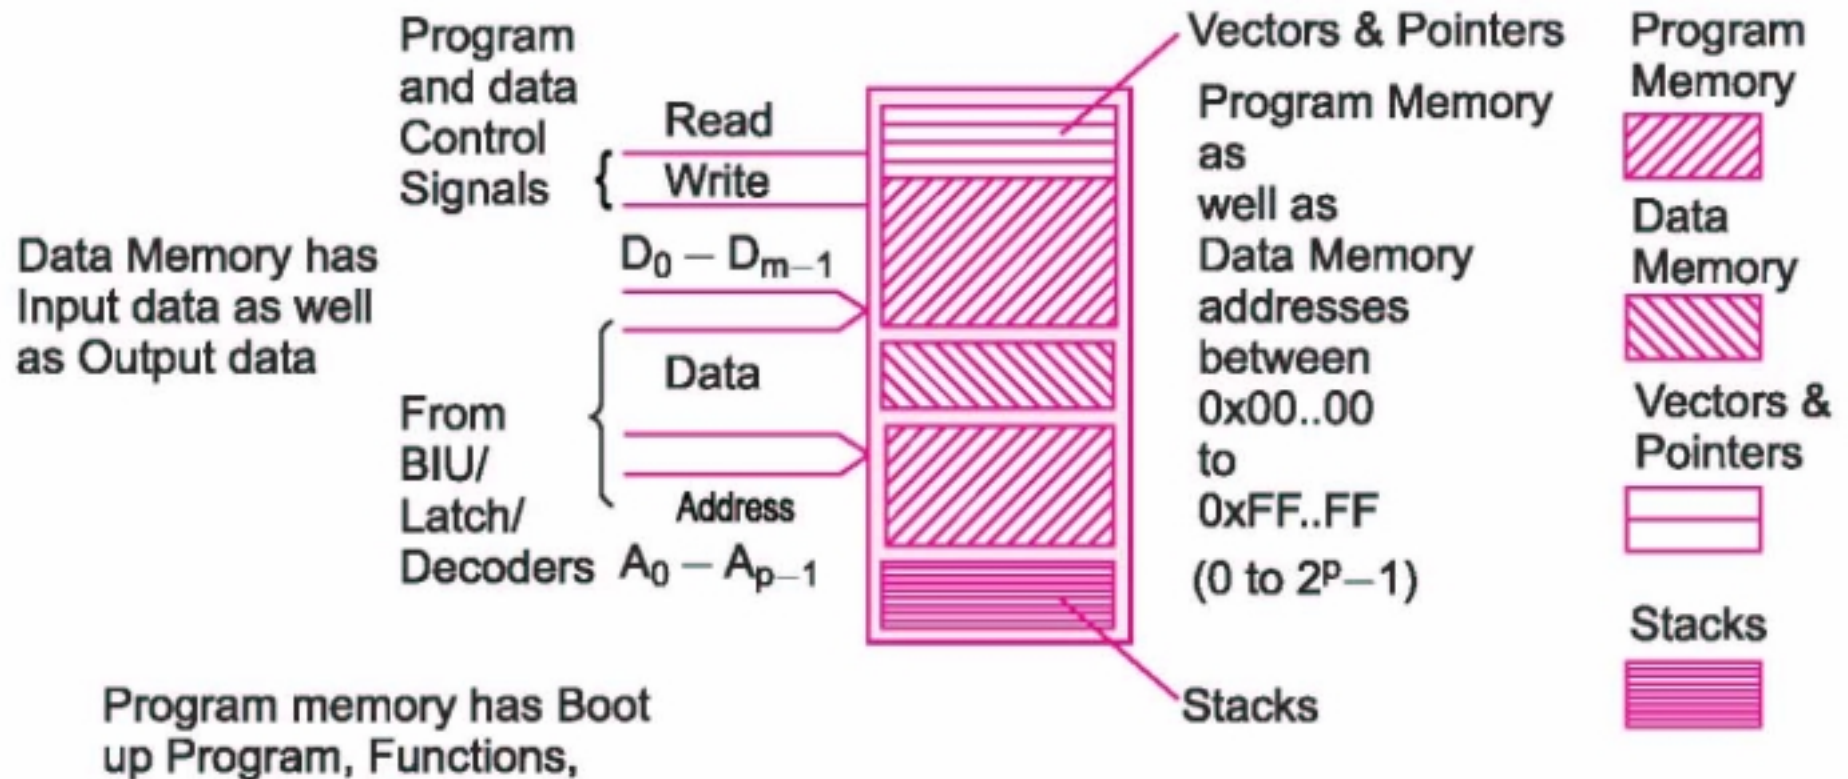 Program
and data
Control
Signals
Read
Write
D₀ – Dₘ₋₁
Data Memory has
Input data as well
as Output data
Data
From
BIU/
Latch/
Decoders
Address
A₀ – Aₚ₋₁
Vectors & Pointers
Program Memory
as
well as
Data Memory
addresses
between
0x00..00
to
0xFF..FF
(0 to 2ᵖ–1)
Stacks
Program
Memory
Data
Memory
Vectors &
Pointers
Stacks
Program memory has Boot
up Program, Functions,